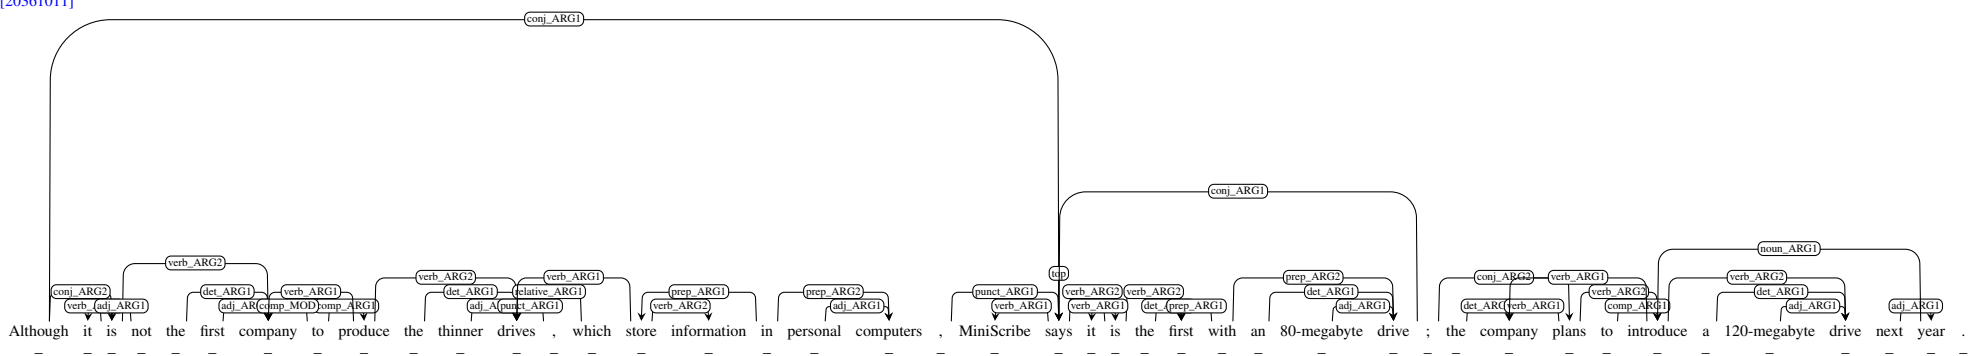 [20361011]
conj_ARG1
conj_ARG1
noun_ARG1
verb_ARG2
top
verb_ARG2 verb_ARG1 prep_ARG2 conj_ARG2 verb_ARG1 verb_ARG2
conj_ARG2 det_ARG1 verb_ARG1 det_ARG1 relative_ARG1 prep_ARG1 prep_ARG2 punct_ARG1 verb_ARG2 verb_ARG2 det_ARG1 verb_ARG2 det_ARG1
adj_ARG1 comp_MOD punct_ARG1 verb_ARG2 adj_ARG1 verb_ARG1 verb_ARG1 prep_ARG1 adj_ARG1 verb_ARG1 comp_ARG1 adj_ARG1 adj_ARG1
Although it is not the first company to produce the thinner drives , which store information in personal computers , MiniScribe says it is the first with an 80-megabyte drive ; the company plans to introduce a 120-megabyte drive next year .